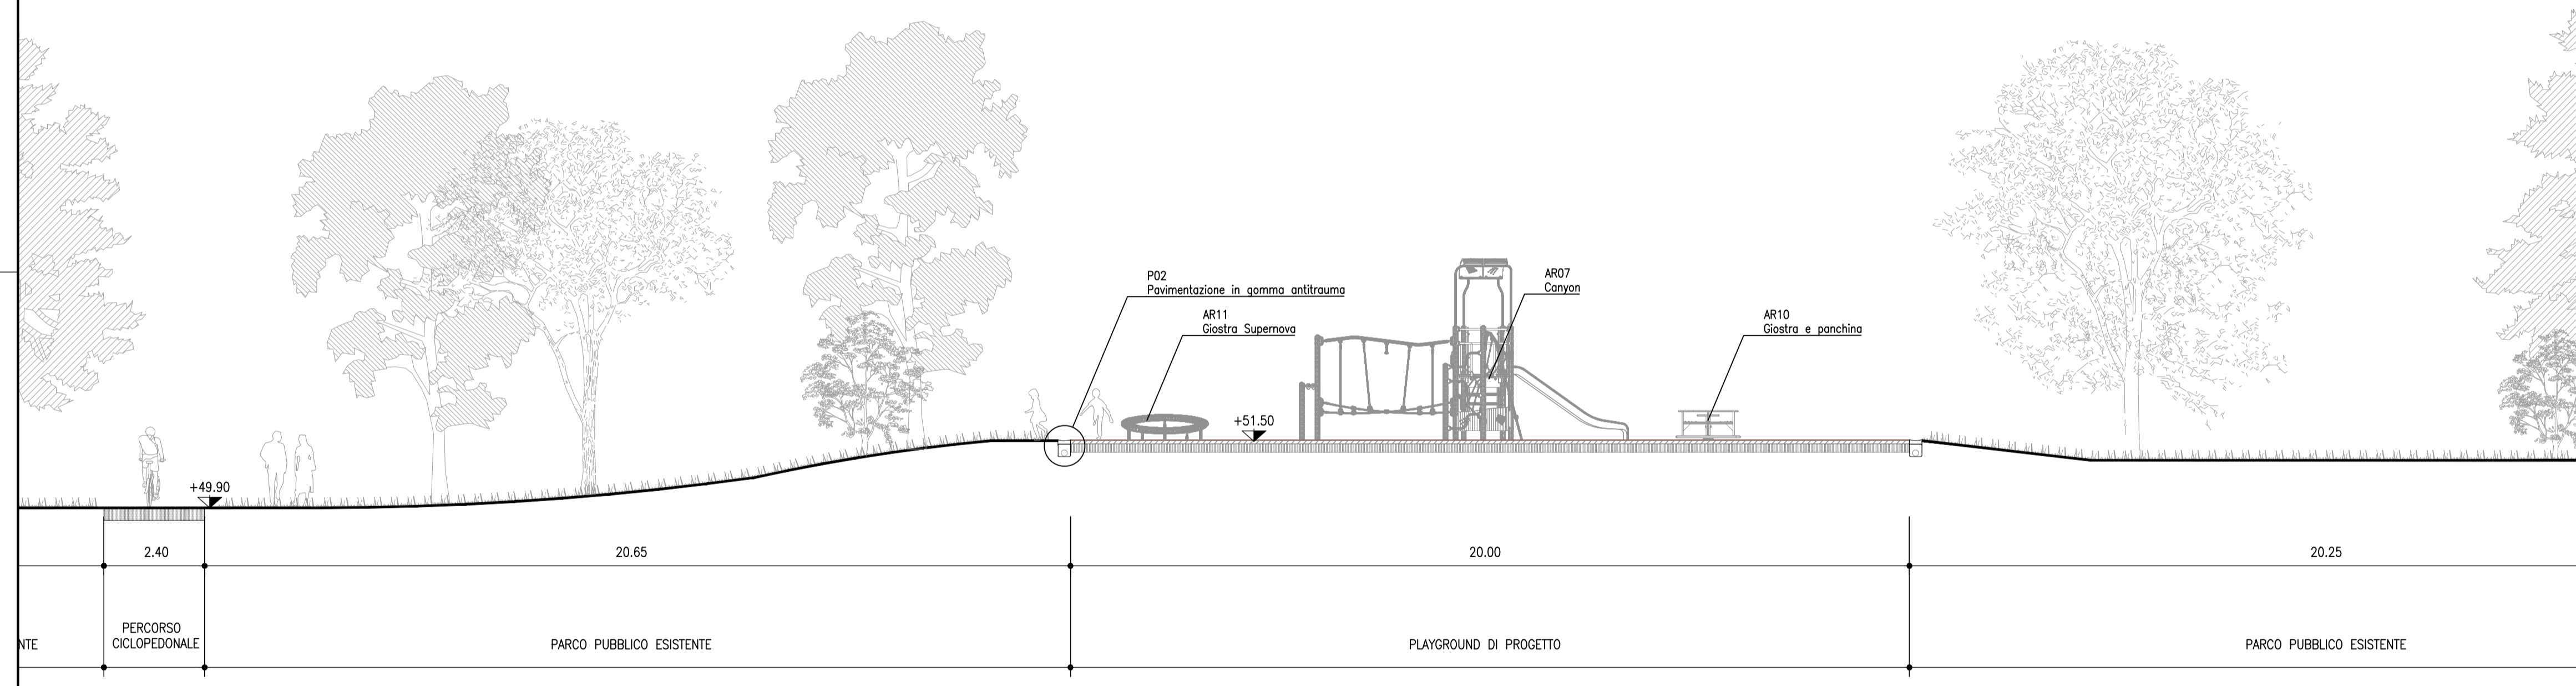 P02
Pavimentazione in gomma antitrauma
AR07
Canyon
AR11
Giostra Supernova
AR10
Giostra e panchina
+51.50
+49.90
2.40
20.65
20.00
20.25
NTE
PERCORSO
CICLOPEDONALE
PARCO PUBBLICO ESISTENTE
PLAYGROUND DI PROGETTO
PARCO PUBBLICO ESISTENTE